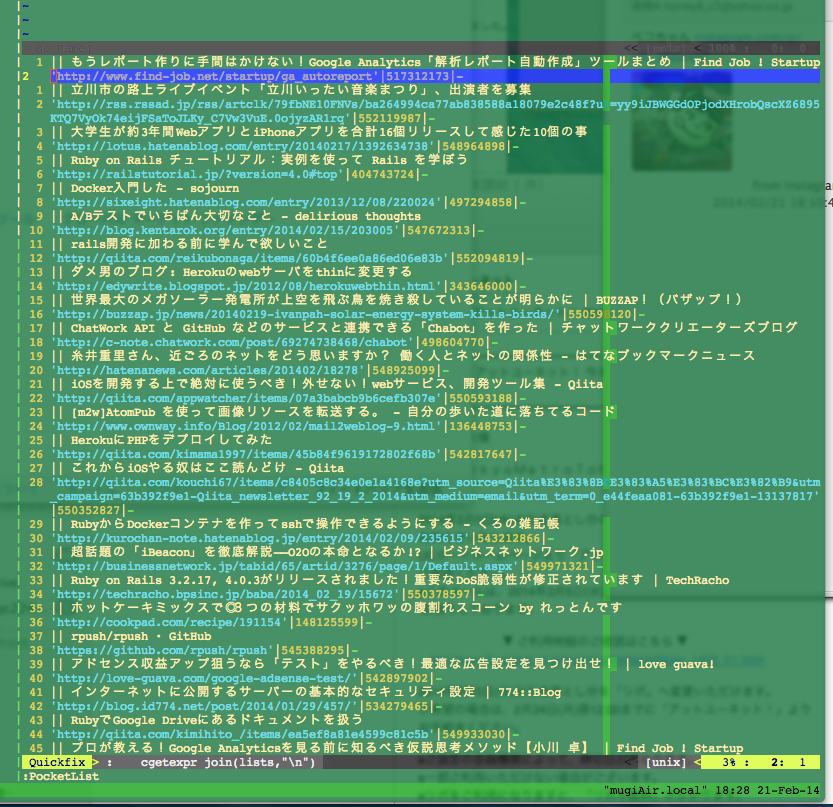 ~
~
~
<< [unix] < 100% : 0: 1
1 || もうレポート作りに手間はかけない！Google Analytics「解析レポート自動作成」ツールまとめ | Find Job ! Startup
2 'http://www.find-job.net/startup/ga_autoreport'|517312173|-
1 || 立川市の路上ライブイベント「立川いったい音楽まつり」、出演者を募集
2 'http://rss.rssad.jp/rss/artclk/79fbNE10FNVs/ba264994ca77ab838588a18079e2c48f?ul=yy9iJBWGGdOPjodXHrobQscXZ6895
KTQ7VyOk74eijFSaToJLKy_C7Vw3VuE.0ojyzAR1rq'|552119987|-
3 || 大学生が約3年間WebアプリとiPhoneアプリを合計16個リリースして感じた10個の事
4 'http://lotus.hatenablog.com/entry/20140217/1392634738'|548964898|-
5 || Ruby on Rails チュートリアル：実例を使って Rails を学ぼう
6 'http://railstutorial.jp/?version=4.0#top'|404743724|-
7 || Docker入門した - sojourn
8 'http://sixeight.hatenablog.com/entry/2013/12/08/220024'|497294858|-
9 || A/Bテストでいちばん大切なこと - delirious thoughts
10 'http://blog.kentarok.org/entry/2014/02/15/203005'|547672313|-
11 || rails開発に加わる前に学んで欲しいこと
12 'http://qiita.com/reikubonaga/items/60b4f6ee0a86ed06e83b'|552094819|-
13 || ダメ男のブログ: Herokuのwebサーバをthinに変更する
14 'http://edywrite.blogspot.jp/2012/08/herokuwebthin.html'|343646000|-
15 || 世界最大のメガソーラー発電所が上空を飛ぶ鳥を焼き殺していることが明らかに | BUZZAP！（バザップ！）
16 'http://buzzap.jp/news/20140219-ivanpah-solar-energy-system-kills-birds/'|550598120|-
17 || ChatWork API と GitHub などのサービスと連携できる「Chabot」を作った | チャットワーククリエーターズブログ
18 'http://c-note.chatwork.com/post/69274738468/chabot'|498604770|-
19 || 糸井重里さん、近ごろのネットをどう思いますか？ 働く人とネットの関係性 - はてなブックマークニュース
20 'http://hatenanews.com/articles/201402/18278'|548925099|-
21 || iOSを開発する上で絶対に使うべき！外せない！webサービス、開発ツール集 - Qiita
22 'http://qiita.com/appwatcher/items/07a3babcb9b6cefb307e'|550593188|-
23 || [m2w]AtomPub を使って画像リソースを転送する。 - 自分の歩いた道に落ちてるコード
24 'http://www.ownway.info/Blog/2012/02/mail2weblog-9.html'|136448753|-
25 || HerokuにPHPをデプロイしてみた
26 'http://qiita.com/kimama1997/items/45b84f9619172802f68b'|542817647|-
27 || これからiOSやる奴はここ読んどけ - Qiita
28 'http://qiita.com/kouchi67/items/c8405c8c34e0e1a4168e?utm_source=Qiita%E3%83%8B%E3%83%A5%E3%83%BC%E3%82%B9&utm
_campaign=63b392f9e1-Qiita_newsletter_92_19_2_2014&utm_medium=email&utm_term=0_e44feaa081-63b392f9e1-13137817'
|550352827|-
29 || RubyからDockerコンテナを作ってsshで操作できるようにする - くろの雑記帳
30 'http://kurochan-note.hatenablog.jp/entry/2014/02/09/235615'|543212866|-
31 || 超話題の「iBeacon」を徹底解説――O2Oの本命となるか!? | ビジネスネットワーク.jp
32 'http://businessnetwork.jp/tabid/65/artid/3276/page/1/Default.aspx'|549971321|-
33 || Ruby on Rails 3.2.17, 4.0.3がリリースされました！重要なDoS脆弱性が修正されています | TechRacho
34 'http://techracho.bpsinc.jp/baba/2014_02_19/15672'|550378597|-
35 || ホットケーキミックスで◎3つの材料でサクッホワッの腹割れスコーン by れっとんです
36 'http://cookpad.com/recipe/191154'|148125599|-
37 || rpush/rpush · GitHub
38 'https://github.com/rpush/rpush'|545388295|-
39 || アドセンス収益アップ狙うなら「テスト」をやるべき！最適な広告設定を見つけ出せ！ | love guava!
40 'http://love-guava.com/google-adsense-test/'|542897902|-
41 || インターネットに公開するサーバーの基本的なセキュリティ設定 | 774::Blog
42 'http://blog.id774.net/post/2014/01/29/457/'|534279465|-
43 || RubyでGoogle Driveにあるドキュメントを扱う
44 'http://qiita.com/kimihito_/items/ea5ef8a81e4599c81c5b'|549933030|-
45 || プロが教える！Google Analyticsを見る前に知るべき仮説思考メソッド【小川 卓】 | Find Job ! Startup
Quickfix > : cgetexpr join(lists,"\n") < [unix] < 3% : 2: 1
:PocketList
"mugiAir.local" 18:28 21-Feb-14